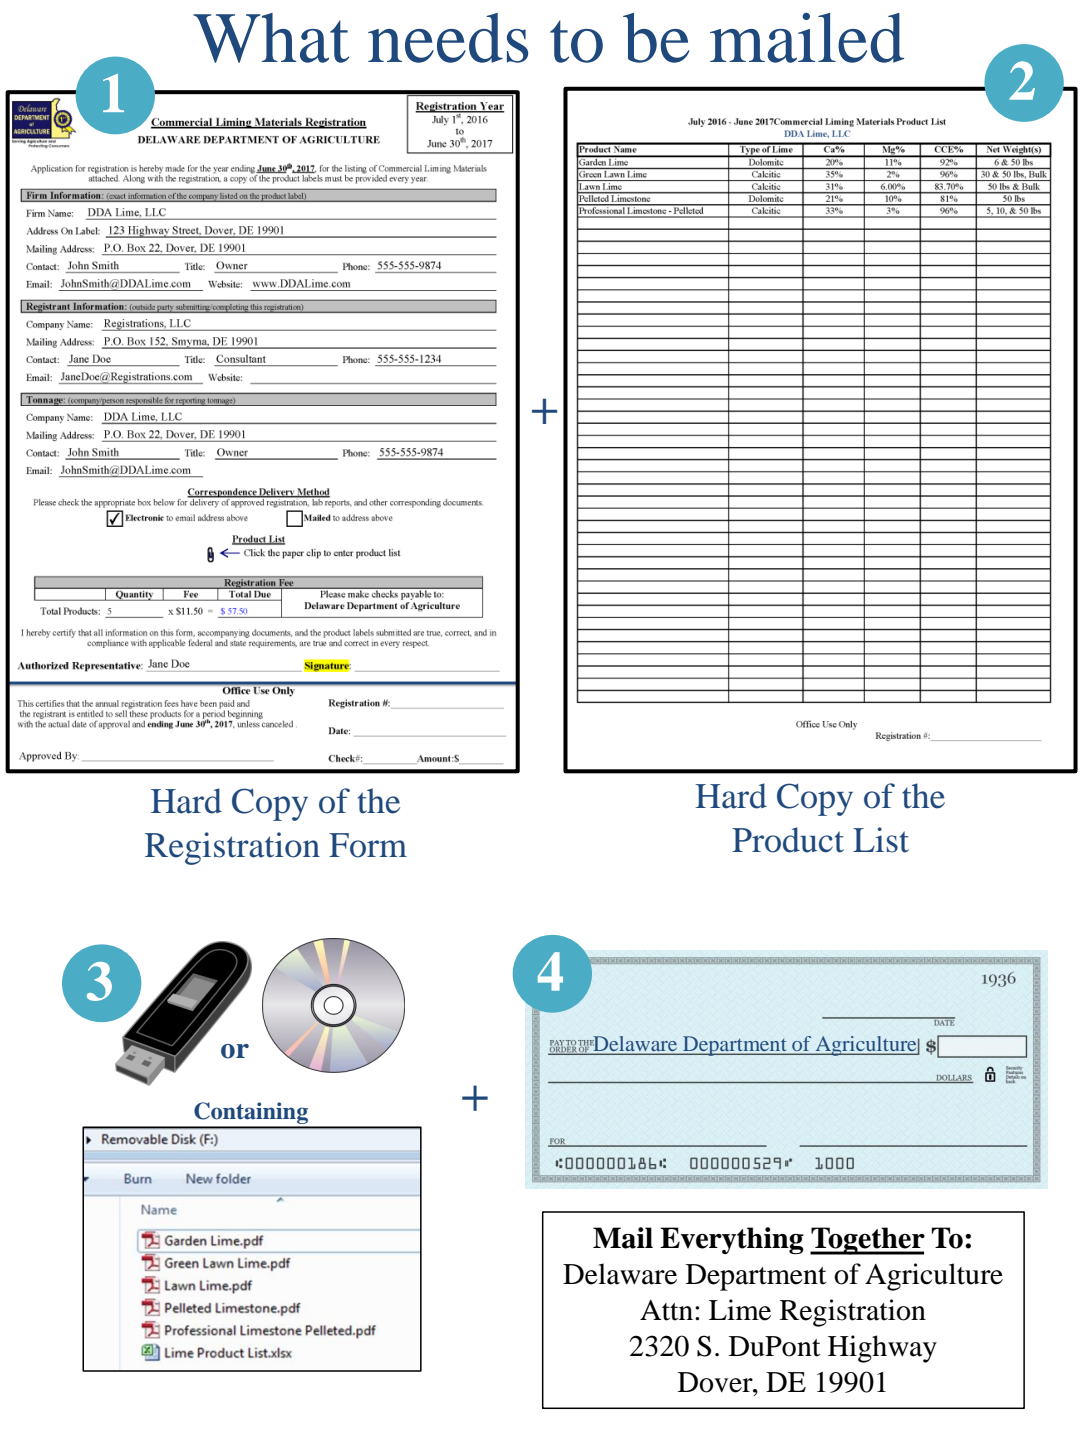 What needs to be mailed
1
Delaware
DEPARTMENT
of
AGRICULTURE
Serving Agriculture and
Protecting Consumers
Commercial Liming Materials Registration
DELAWARE DEPARTMENT OF AGRICULTURE
Registration Year
July 1st, 2016
to
June 30th, 2017
Application for registration is hereby made for the year ending June 30th, 2017, for the listing of Commercial Liming Materials
attached. Along with the registration, a copy of the product labels must be provided every year.
Firm Information: (exact information of the company listed on the product label)
Firm Name: DDA Lime, LLC
Address On Label: 123 Highway Street, Dover, DE 19901
Mailing Address: P.O. Box 22, Dover, DE 19901
Contact: John Smith Title: Owner Phone: 555-555-9874
Email: JohnSmith@DDALime.com Website: www.DDALime.com
Registrant Information: (outside party submitting/completing this registration)
Company Name: Registrations, LLC
Mailing Address: P.O. Box 152, Smyrna, DE 19901
Contact: Jane Doe Title: Consultant Phone: 555-555-1234
Email: JaneDoe@Registrations.com Website:
Tonnage: (company/person responsible for reporting tonnage)
Company Name: DDA Lime, LLC
Mailing Address: P.O. Box 22, Dover, DE 19901
Contact: John Smith Title: Owner Phone: 555-555-9874
Email: JohnSmith@DDALime.com
Correspondence Delivery Method
Please check the appropriate box below for delivery of approved registration, lab reports, and other corresponding documents.
✓ Electronic to email address above Mailed to address above
Product List
Click the paper clip to enter product list
Registration Fee
Quantity Fee Total Due Please make checks payable to:
Delaware Department of Agriculture
Total Products: 5 x $11.50 = $ 57.50
I hereby certify that all information on this form, accompanying documents, and the product labels submitted are true, correct, and in
compliance with applicable federal and state requirements, are true and correct in every respect.
Authorized Representative: Jane Doe Signature:
Office Use Only
This certifies that the annual registration fees have been paid and
the registrant is entitled to sell these products for a period beginning
with the actual date of approval and ending June 30th, 2017, unless canceled .
Registration #:
Date:
Approved By: Check#: Amount:$
Hard Copy of the
Registration Form
+
2
July 2016 - June 2017Commercial Liming Materials Product List
DDA Lime, LLC
Product Name Type of Lime Ca% Mg% CCE% Net Weight(s)
Garden Lime Dolomite 20% 11% 92% 6 & 50 lbs
Green Lawn Lime Calcitic 35% 2% 96% 30 & 50 lbs, Bulk
Lawn Lime Calcitic 31% 6.00% 83.70% 50 lbs & Bulk
Pelleted Limestone Dolomite 21% 10% 81% 50 lbs
Professional Limestone - Pelleted Calcitic 33% 3% 96% 5, 10, & 50 lbs
Office Use Only
Registration #:
Hard Copy of the
Product List
3
or
Containing
Removable Disk (F:)
Burn New folder
Name
Garden Lime.pdf
Green Lawn Lime.pdf
Lawn Lime.pdf
Pelleted Limestone.pdf
Professional Limestone Pelleted.pdf
Lime Product List.xlsx
+
4
1936
DATE
PAY TO THE
ORDER OF Delaware Department of Agriculture $
DOLLARS
Security
Features
Details on
back
FOR
⑆000000186⑆ 000000529⑈ 1000
Mail Everything Together To:
Delaware Department of Agriculture
Attn: Lime Registration
2320 S. DuPont Highway
Dover, DE 19901